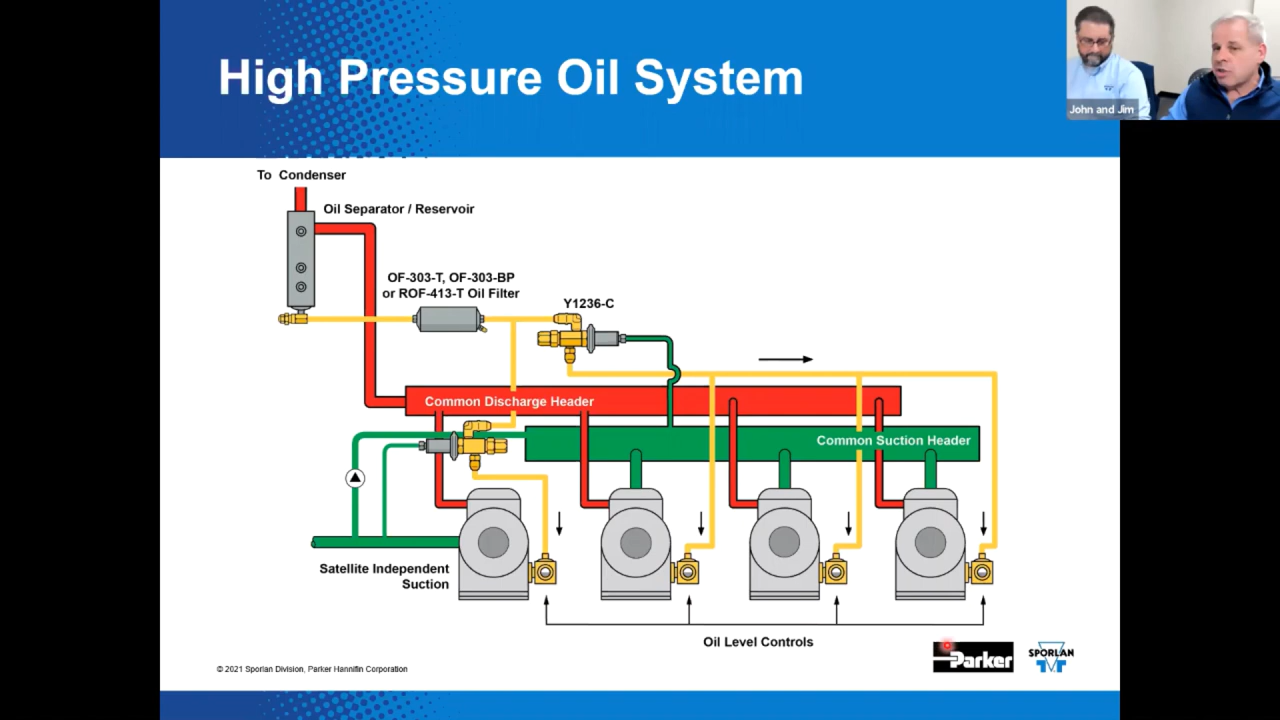 High Pressure Oil System
John and Jim
To Condenser
Oil Separator / Reservoir
OF-303-T, OF-303-BP
or ROF-413-T Oil Filter
Y1236-C
Common Discharge Header
Common Suction Header
Satellite Independent
Suction
Oil Level Controls
© 2021 Sporlan Division, Parker Hannifin Corporation
Parker
SPORLAN